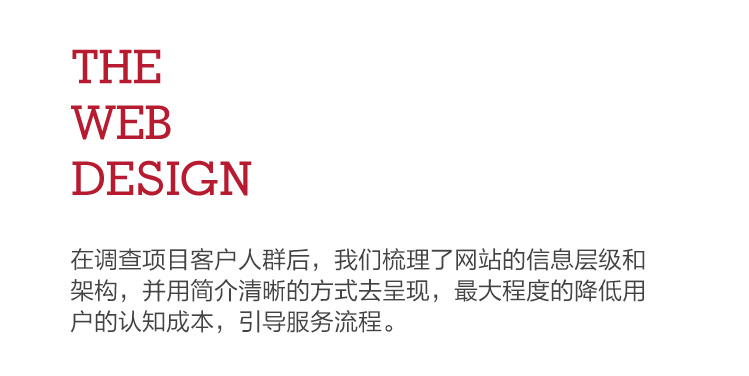 THE
WEB
DESIGN
在调查项目客户人群后，我们梳理了网站的信息层级和
架构，并用简介清晰的方式去呈现，最大程度的降低用
户的认知成本，引导服务流程。